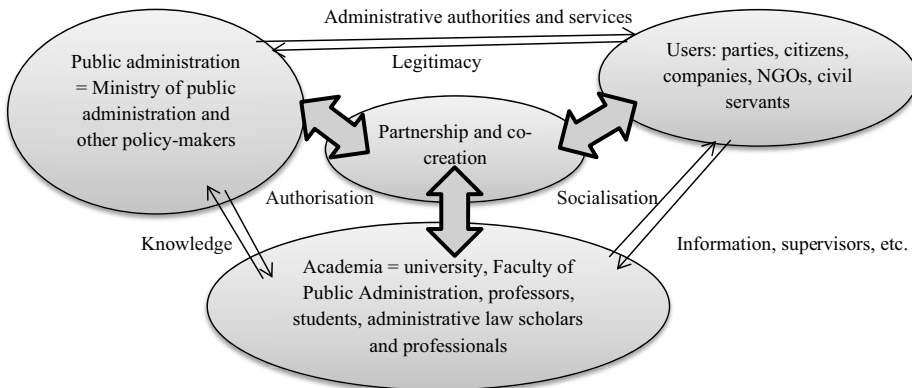 Administrative authorities and services
Legitimacy
Public administration
= Ministry of public
administration and
other policy-makers
Users: parties, citizens,
companies, NGOs, civil
servants
Partnership and co-
creation
Authorisation
Socialisation
Knowledge
Information, supervisors, etc.
Academia = university, Faculty of
Public Administration, professors,
students, administrative law scholars
and professionals